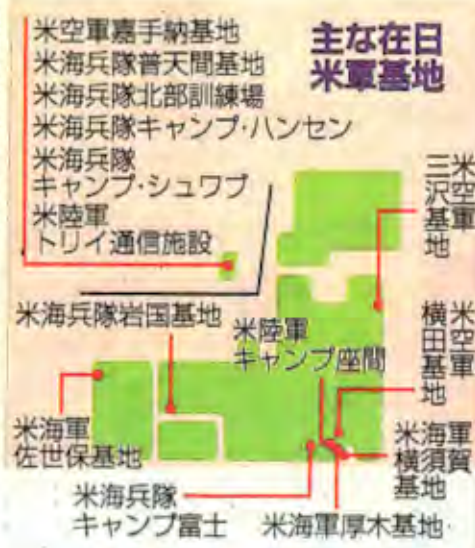 主な在日
米軍基地
米空軍嘉手納基地
米海兵隊普天間基地
米海兵隊北部訓練場
米海兵隊キャンプ・ハンセン
米海兵隊
キャンプ・シュワブ
米陸軍
トリイ通信施設
米空軍
三沢基地
米海兵隊岩国基地
米陸軍
キャンプ座間
米空軍
横田基地
米海軍
佐世保基地
米海軍
横須賀
基地
米海兵隊
キャンプ富士
米海軍厚木基地